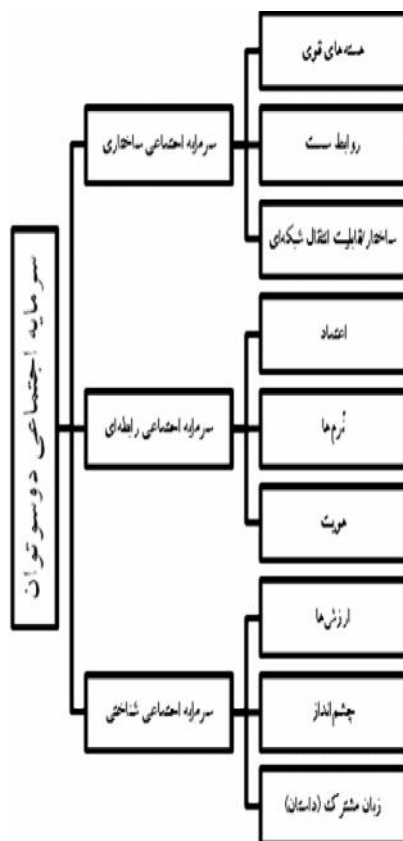 سرمایه اجتماعی دوسوتوان
سرمایه اجتماعی ساختاری
هسته‌های قوی
روابط سست
ساختار/قابلیت انتقال شبکه‌ای
سرمایه اجتماعی رابطه‌ای
اعتماد
نُرم‌ها
هویت
سرمایه اجتماعی شناختی
ارزش‌ها
چشم‌انداز
زبان مشترک (داستان)